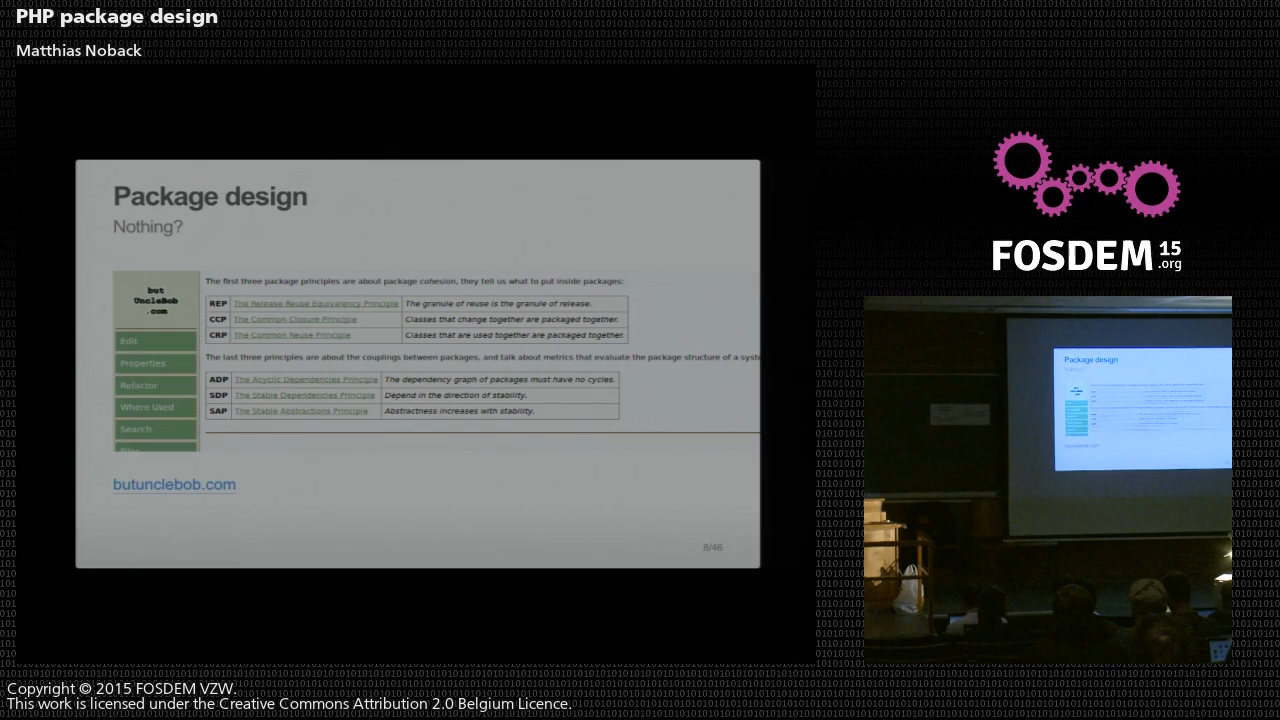 PHP package design
Matthias Noback
Package design
Nothing?
but
UncleBob
.com
Edit
Properties
Refactor
Where Used
Search
The first three package principles are about package cohesion, they tell us what to put inside packages:
REP The Release Reuse Equivalency Principle The granule of reuse is the granule of release.
CCP The Common Closure Principle Classes that change together are packaged together.
CRP The Common Reuse Principle Classes that are used together are packaged together.
The last three principles are about the couplings between packages, and talk about metrics that evaluate the package structure of a syste
ADP The Acyclic Dependencies Principle The dependency graph of packages must have no cycles.
SDP The Stable Dependencies Principle Depend in the direction of stability.
SAP The Stable Abstractions Principle Abstractness increases with stability.
butunclebob.com
8/46
FOSDEM 15
.org
Package design
Copyright © 2015 FOSDEM VZW.
This work is licensed under the Creative Commons Attribution 2.0 Belgium Licence.